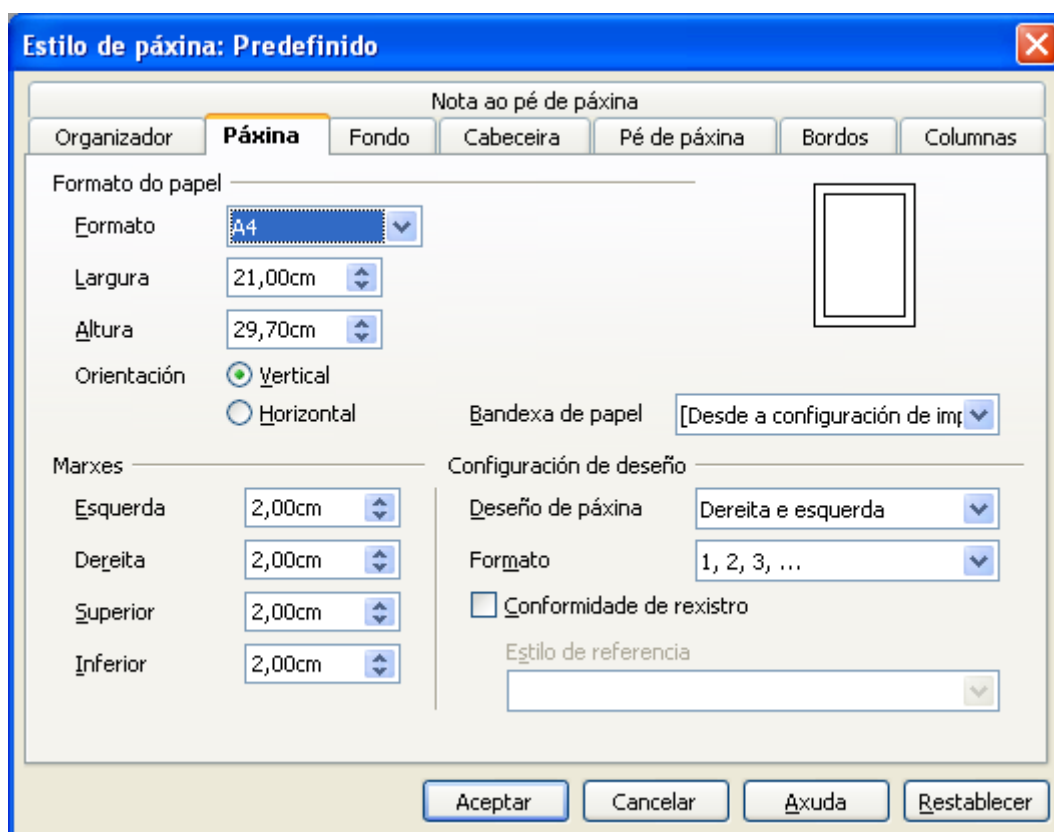 Estilo de páxina: Predefinido
Nota ao pé de páxina
Organizador Páxina Fondo Cabeceira Pé de páxina Bordos Columnas
Formato do papel
Formato A4
Largura 21,00cm
Altura 29,70cm
Orientación Vertical
Horizontal Bandexa de papel [Desde a configuración de imp
Marxes Configuración de deseño
Esquerda 2,00cm Deseño de páxina Dereita e esquerda
Dereita 2,00cm Formato 1, 2, 3, ...
Superior 2,00cm Conformidade de rexistro
Inferior 2,00cm Estilo de referencia
Aceptar Cancelar Axuda Restablecer